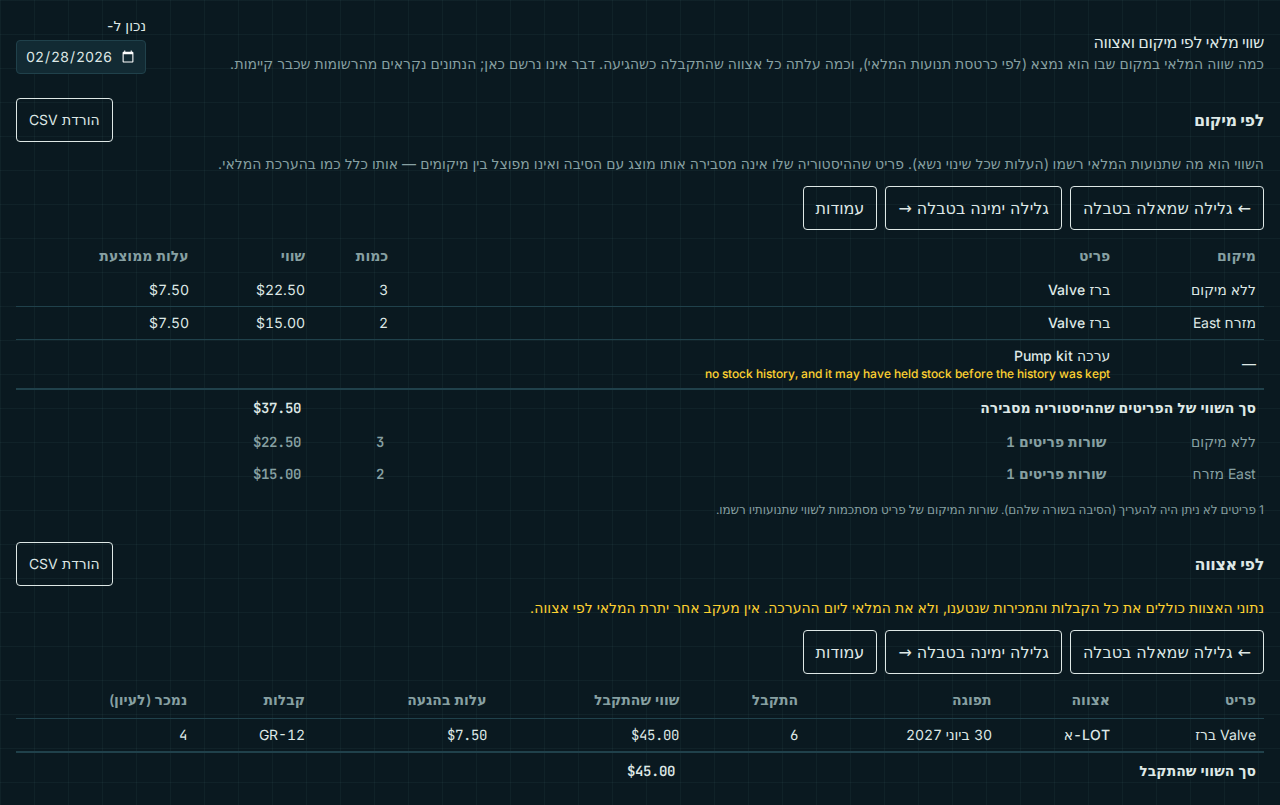 שווי מלאי לפי מיקום ואצווה
כמה שווה המלאי במקום שבו הוא נמצא (לפי כרטסת תנועות המלאי), וכמה עלתה כל אצווה שהתקבלה כשהגיעה. דבר אינו נרשם כאן; הנתונים נקראים מהרשומות שכבר קיימות.
נכון ל-
02/28/2026
לפי מיקום
הורדת CSV
השווי הוא מה שתנועות המלאי רשמו (העלות שכל שינוי נשא). פריט שההיסטוריה שלו אינה מסבירה אותו מוצג עם הסיבה ואינו מפוצל בין מיקומים — אותו כלל כמו בהערכת המלאי.
← גלילה שמאלה בטבלה
גלילה ימינה בטבלה →
עמודות
מיקום פריט כמות שווי עלות ממוצעת
ללא מיקום ברז Valve 3 $22.50 $7.50
מזרח East ברז Valve 2 $15.00 $7.50
— ערכה Pump kit
no stock history, and it may have held stock before the history was kept
סך השווי של הפריטים שההיסטוריה מסבירה $37.50
ללא מיקום שורות פריטים 1 3 $22.50
East מזרח שורות פריטים 1 2 $15.00
1 פריטים לא ניתן היה להעריך (הסיבה בשורה שלהם). שורות המיקום של פריט מסתכמות לשווי שתנועותיו רשמו.
לפי אצווה
הורדת CSV
נתוני האצוות כוללים את כל הקבלות והמכירות שנטענו, ולא את המלאי ליום ההערכה. אין מעקב אחר יתרת המלאי לפי אצווה.
← גלילה שמאלה בטבלה
גלילה ימינה בטבלה →
עמודות
פריט אצווה תפוגה התקבל שווי שהתקבל עלות בהגעה קבלות נמכר (לעיון)
Valve ברז LOT-א 30 ביוני 2027 6 $45.00 $7.50 GR-12 4
סך השווי שהתקבל $45.00